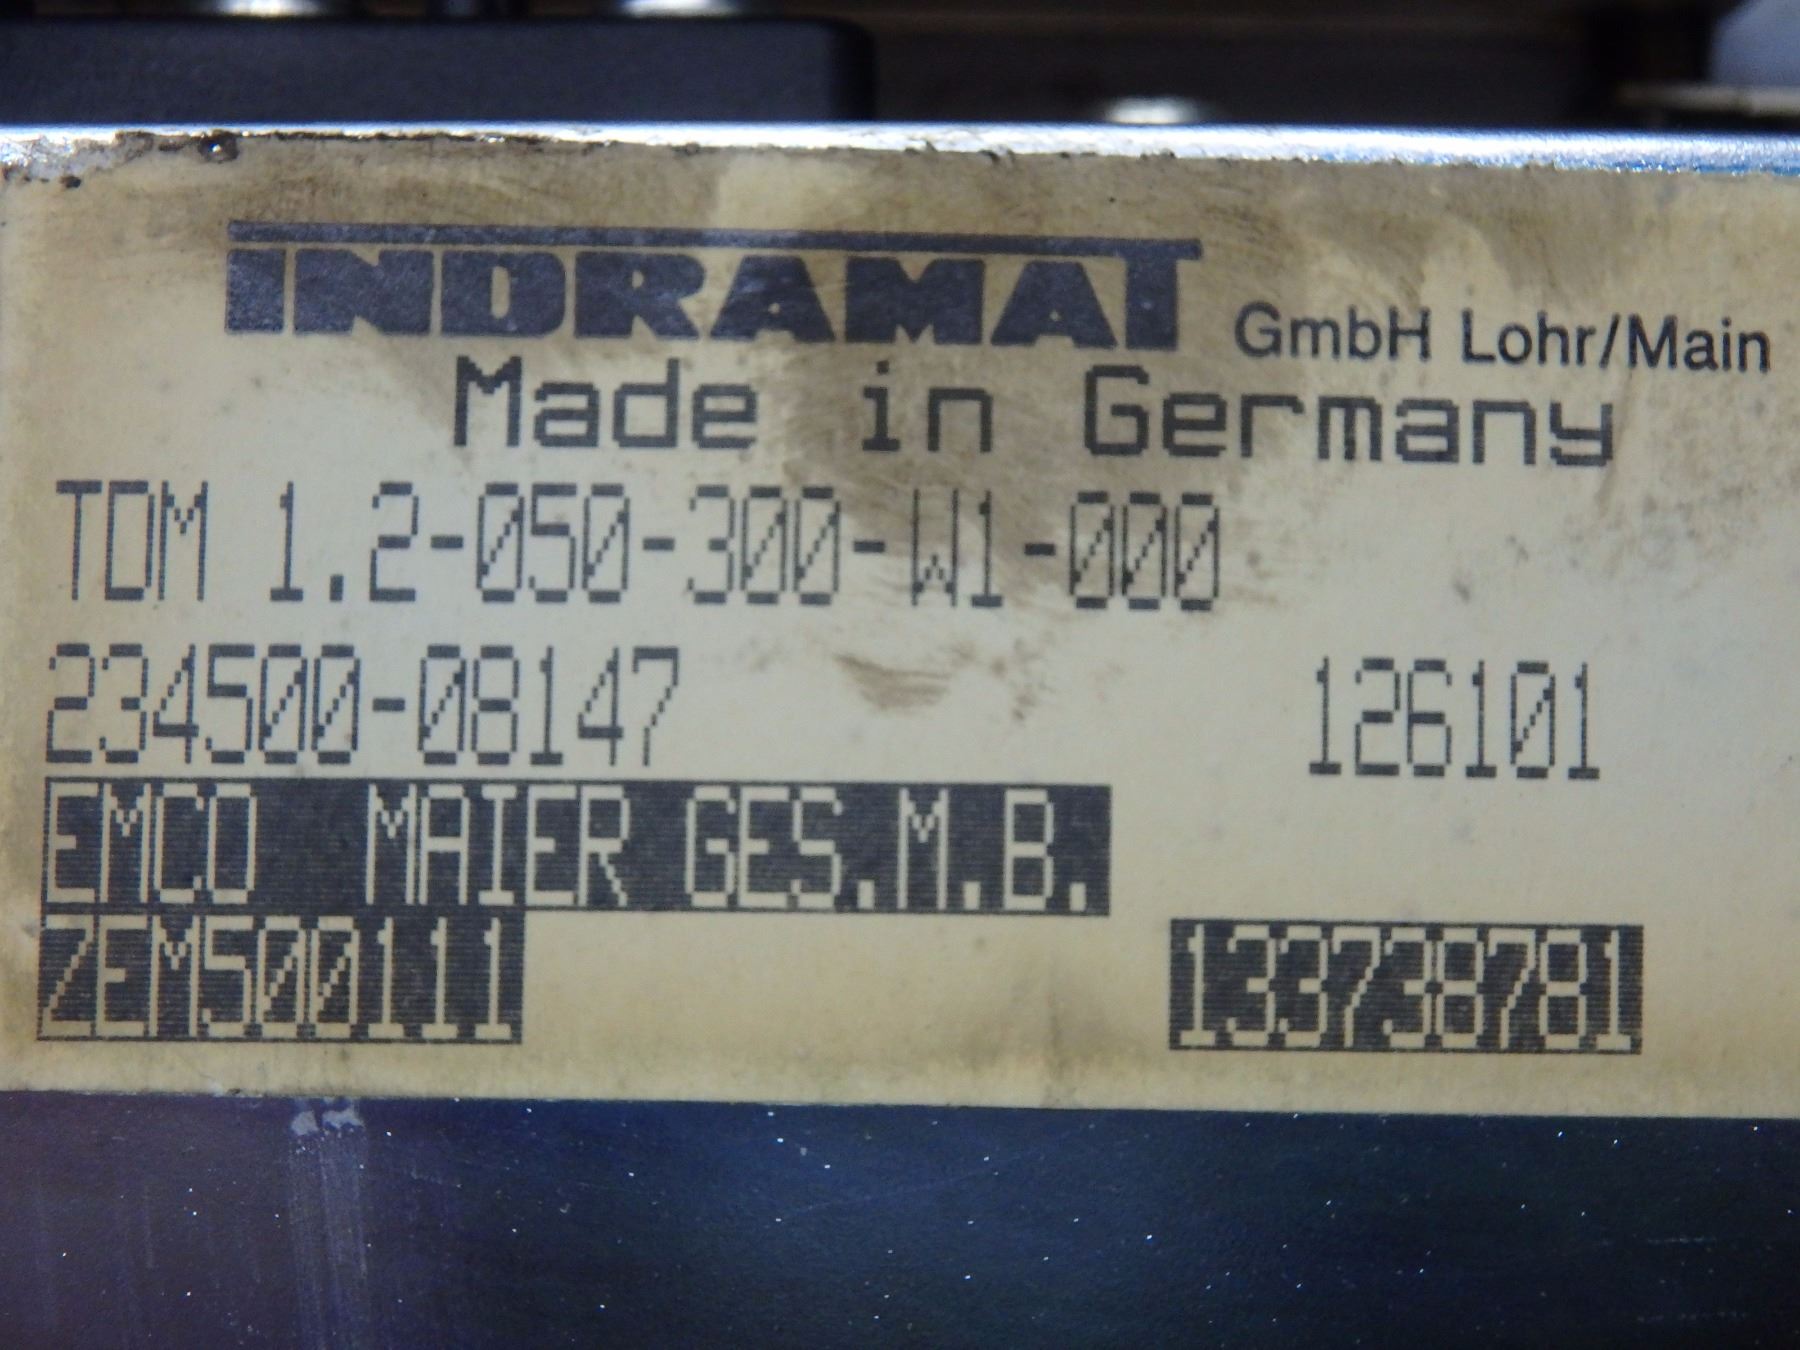 INDRAMAT GmbH Lohr/Main
Made in Germany
TDM 1.2-050-300-W1-000
234500-08147 126101
EMCO MAIER GES.M.B.
ZEM500111 133738781